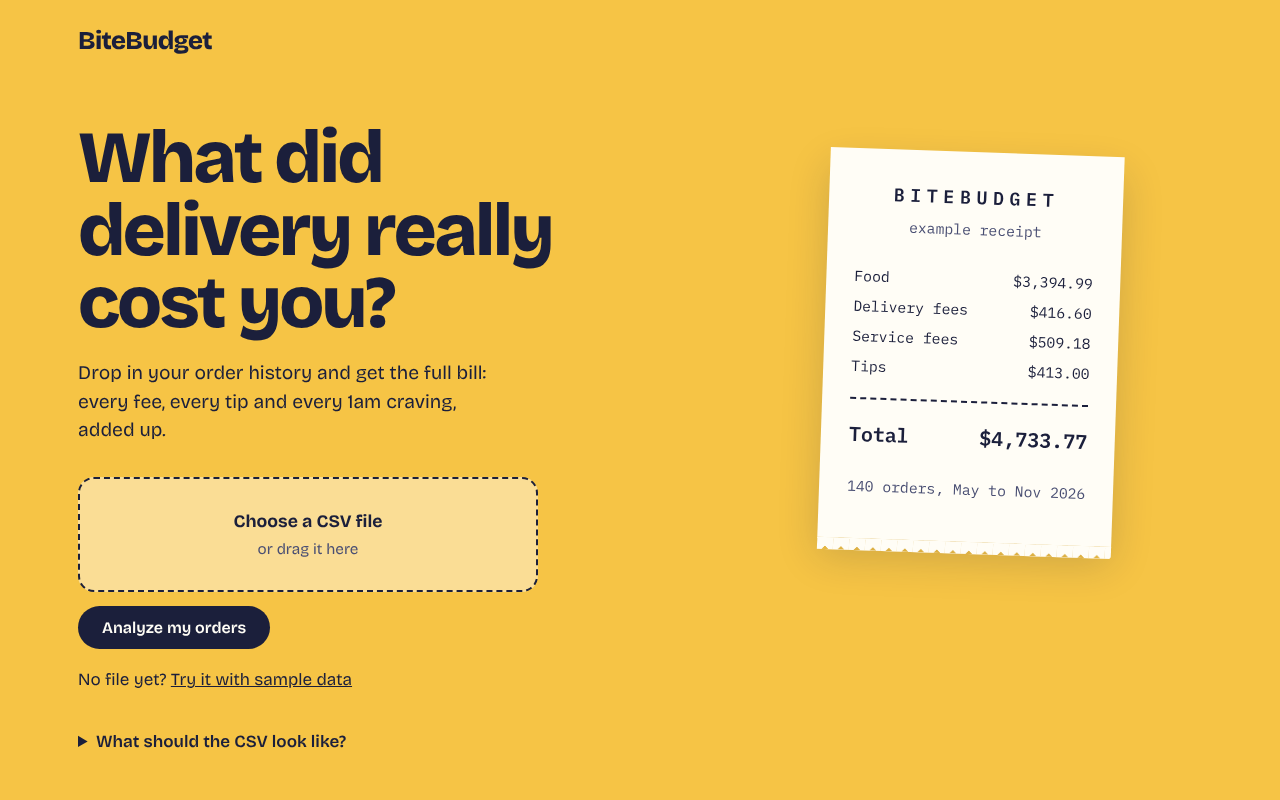 BiteBudget
What did
delivery really
cost you?
Drop in your order history and get the full bill:
every fee, every tip and every 1am craving,
added up.
Choose a CSV file
or drag it here
Analyze my orders
No file yet? Try it with sample data
What should the CSV look like?
BITEBUDGET
example receipt
Food $3,394.99
Delivery fees $416.60
Service fees $509.18
Tips $413.00
Total $4,733.77
140 orders, May to Nov 2026